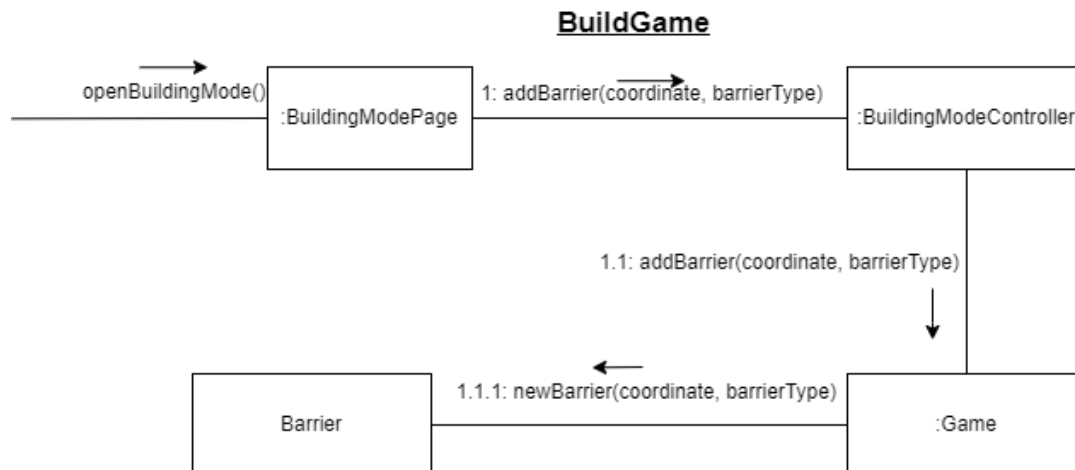 BuildGame
openBuildingMode()
:BuildingModePage
1: addBarrier(coordinate, barrierType)
:BuildingModeController
1.1: addBarrier(coordinate, barrierType)
Barrier
1.1.1: newBarrier(coordinate, barrierType)
:Game